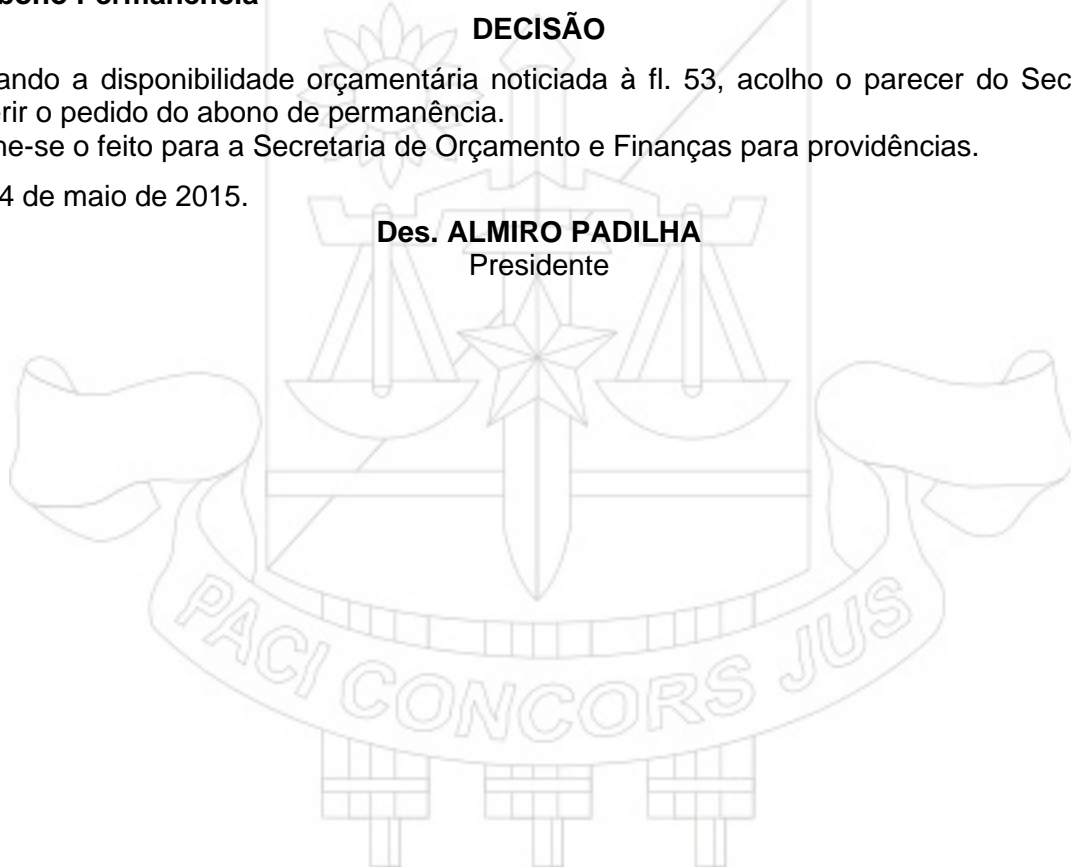 bono Permanência
DECISÃO
ando a disponibilidade orçamentária noticiada à fl. 53, acolho o parecer do Sec
rir o pedido do abono de permanência.
e-se o feito para a Secretaria de Orçamento e Finanças para providências.
4 de maio de 2015.
Des. ALMIRO PADILHA
Presidente
PACI CONCORS JUS